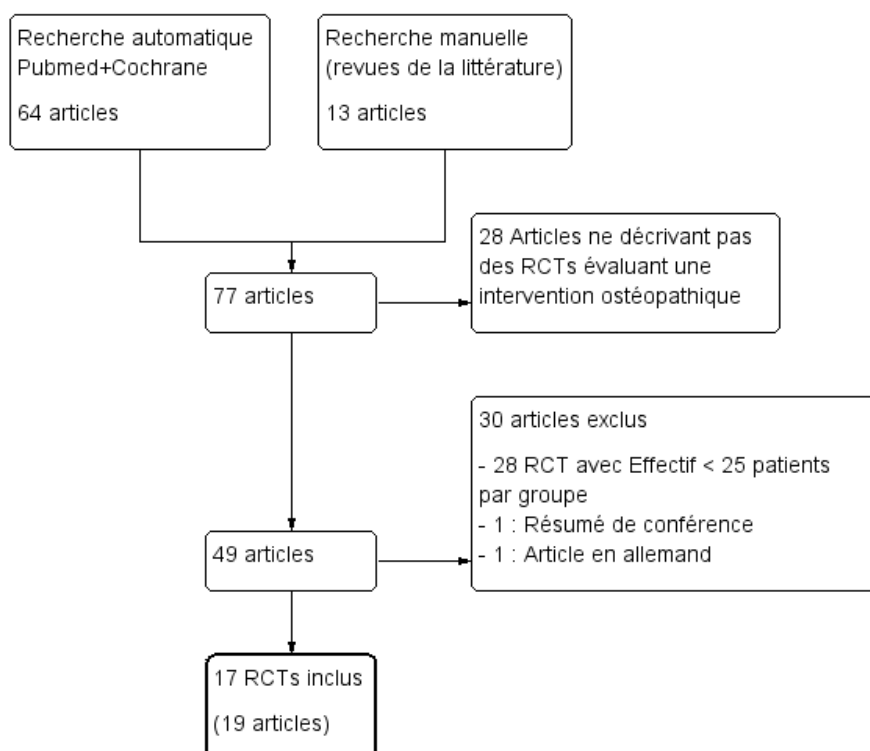 Recherche automatique
Pubmed+Cochrane
64 articles
Recherche manuelle
(revues de la littérature)
13 articles
28 Articles ne décrivant pas
des RCTs évaluant une
intervention ostéopathique
77 articles
30 articles exclus
- 28 RCT avec Effectif < 25 patients
par groupe
- 1 : Résumé de conférence
- 1 : Article en allemand
49 articles
17 RCTs inclus
(19 articles)